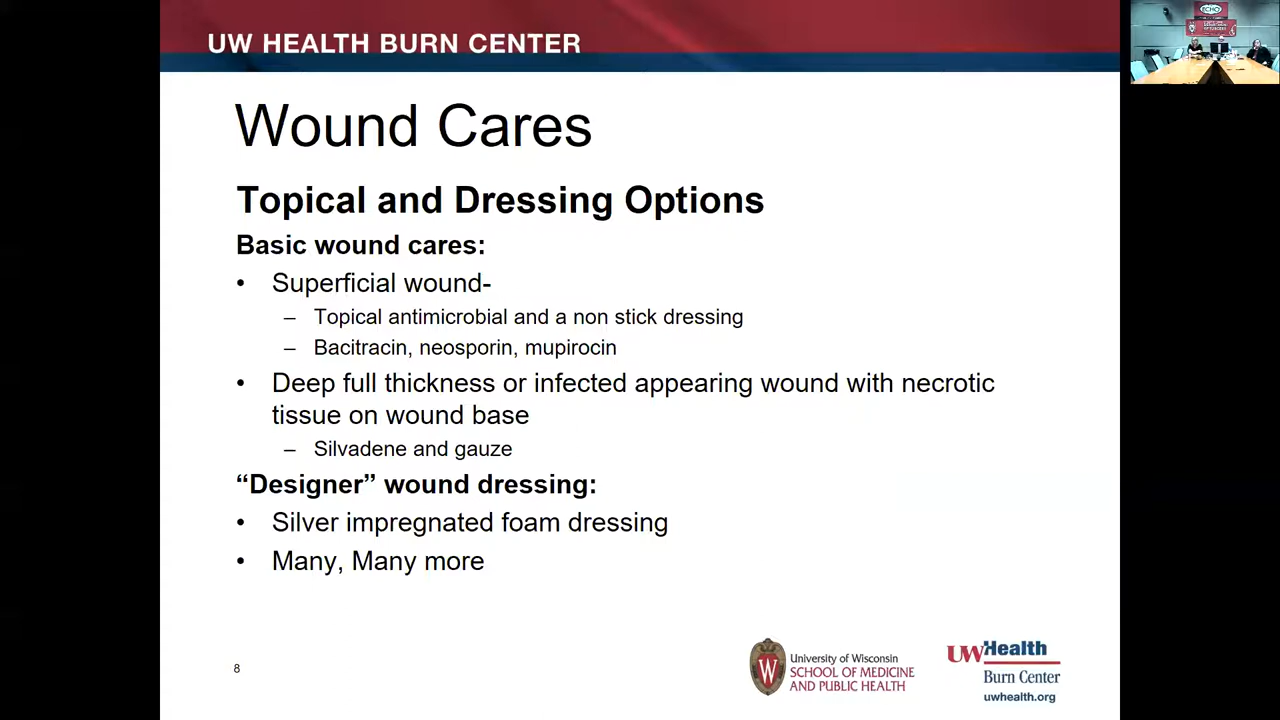 UW HEALTH BURN CENTER
Wound Cares
Topical and Dressing Options
Basic wound cares:
• Superficial wound-
– Topical antimicrobial and a non stick dressing
– Bacitracin, neosporin, mupirocin
• Deep full thickness or infected appearing wound with necrotic
tissue on wound base
– Silvadene and gauze
“Designer” wound dressing:
• Silver impregnated foam dressing
• Many, Many more
8
W
University of Wisconsin
SCHOOL OF MEDICINE
AND PUBLIC HEALTH
UWHealth
Burn Center
uwhealth.org
ECHO